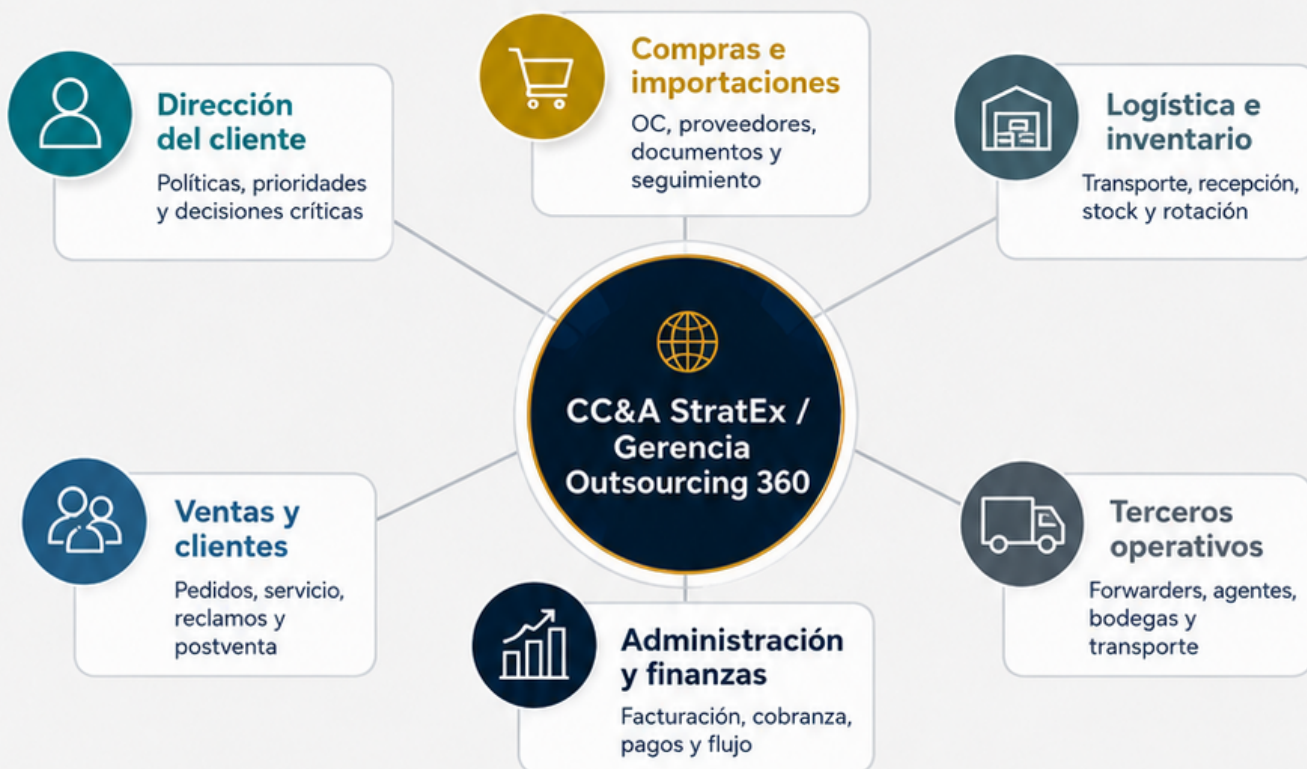 Dirección
del cliente
Políticas, prioridades
y decisiones críticas
Compras e
importaciones
OC, proveedores,
documentos y
seguimiento
Logística e
inventario
Transporte, recepción,
stock y rotación
CC&A StratEx /
Gerencia
Outsourcing 360
Ventas y
clientes
Pedidos, servicio,
reclamos y
postventa
Administración
y finanzas
Facturación, cobranza,
pagos y flujo
Terceros
operativos
Forwarders, agentes,
bodegas y
transporte